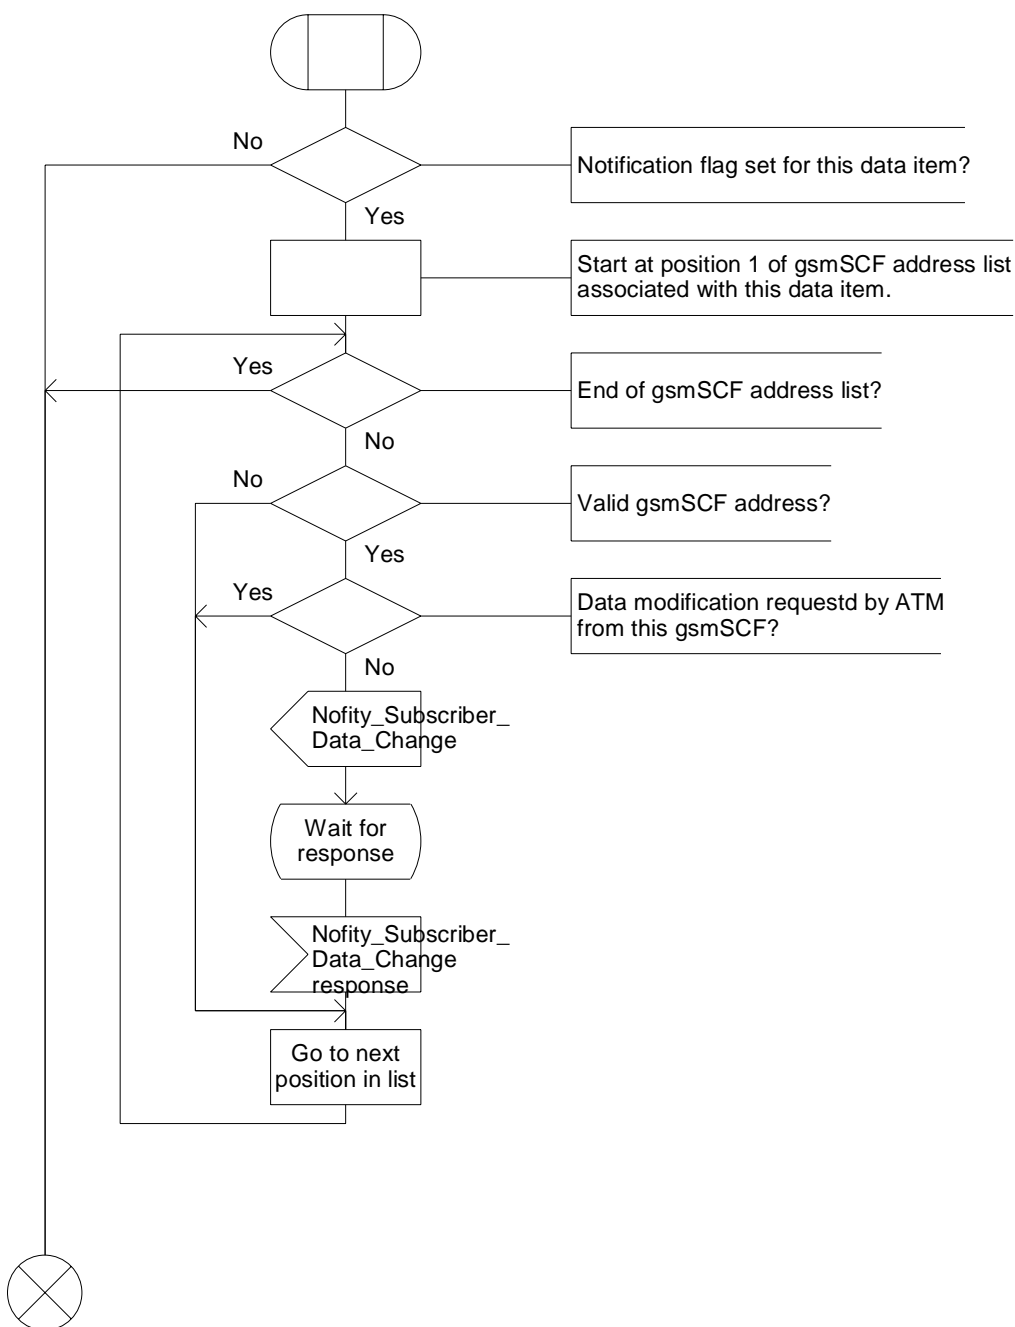 No
Notification flag set for this data item?
Yes
Start at position 1 of gsmSCF address list
associated with this data item.
Yes
End of gsmSCF address list?
No
No
Valid gsmSCF address?
Yes
Yes
Data modification requestd by ATM
from this gsmSCF?
No
Nofity_Subscriber_
Data_Change
Wait for
response
Nofity_Subscriber_
Data_Change
response
Go to next
position in list